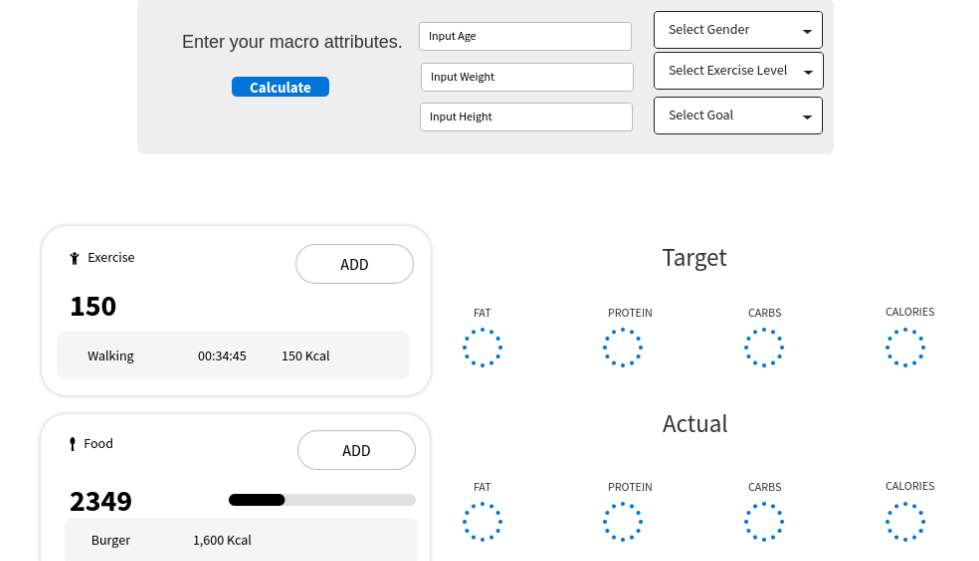 Enter your macro attributes.
Calculate
Input Age
Input Weight
Input Height
Select Gender
Select Exercise Level
Select Goal
Exercise
ADD
150
Walking 00:34:45 150 Kcal
Food
ADD
2349
Burger 1,600 Kcal
Target
FAT PROTEIN CARBS CALORIES
Actual
FAT PROTEIN CARBS CALORIES